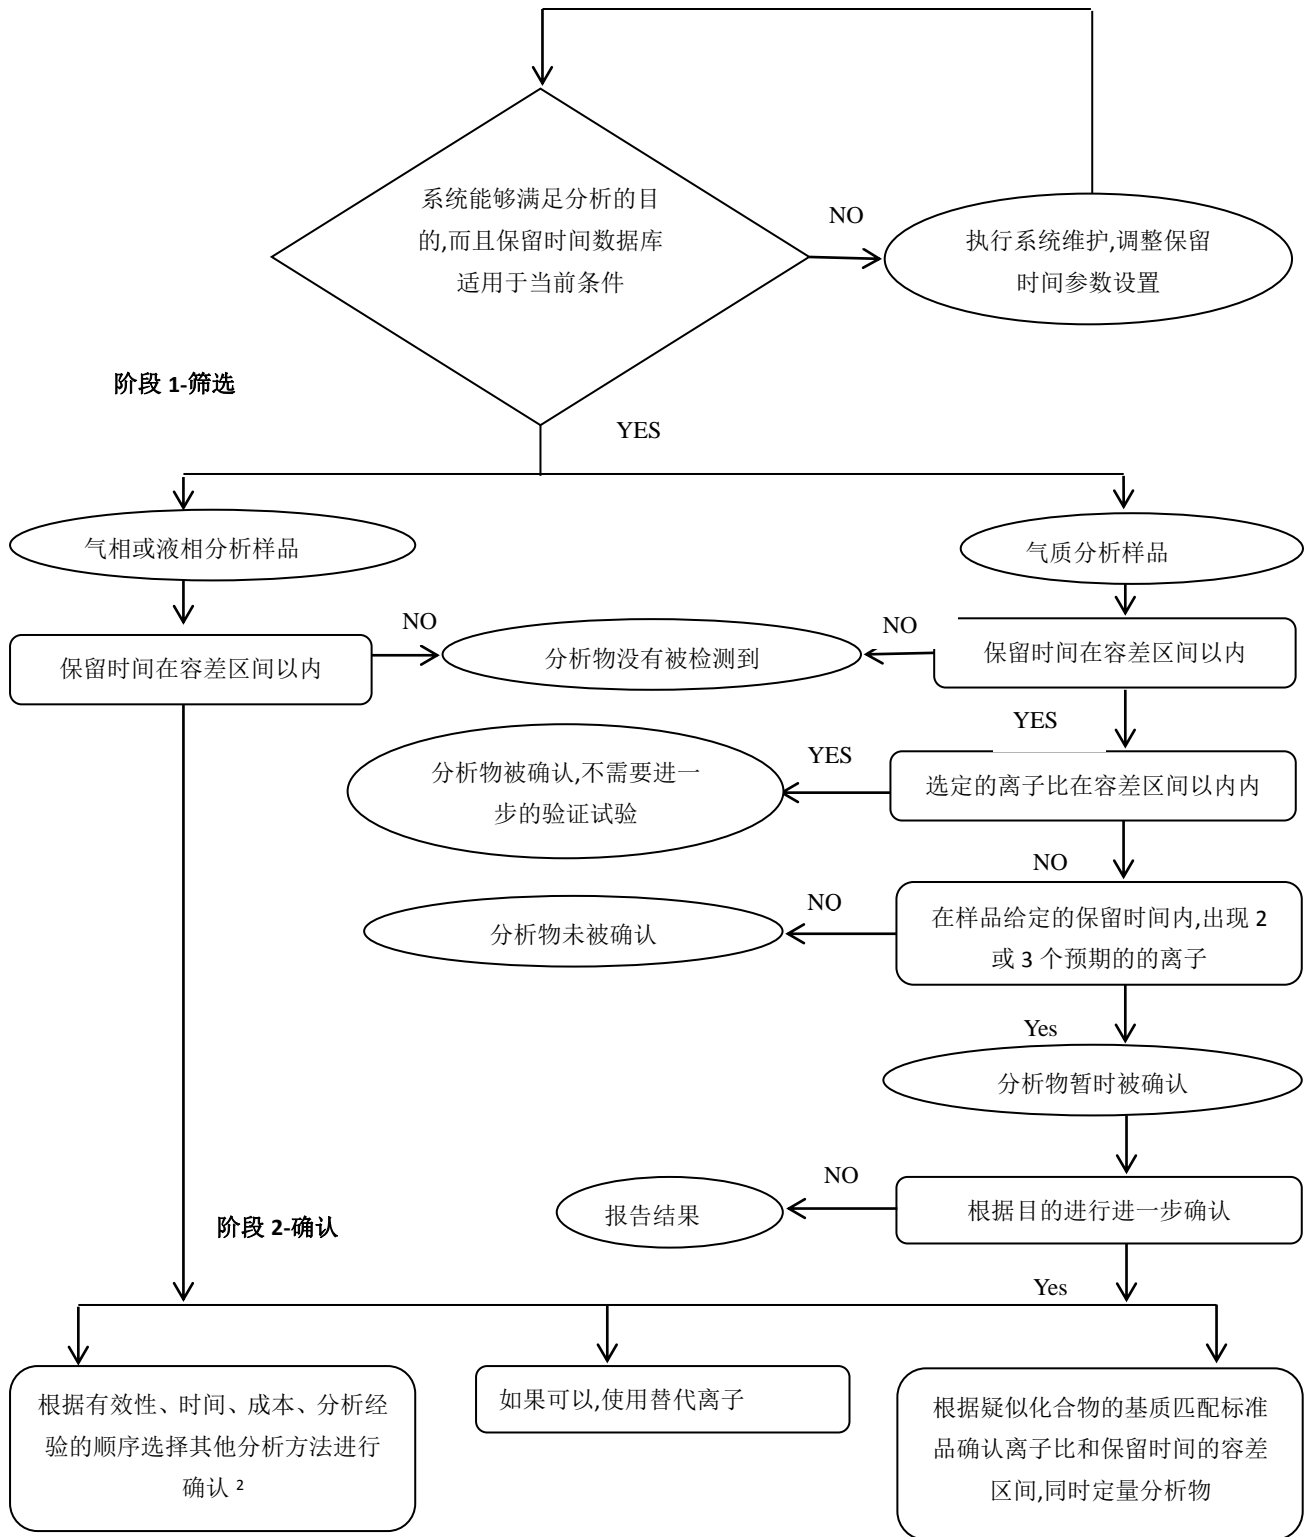 系统能够满足分析的目
的,而且保留时间数据库
适用于当前条件
NO
执行系统维护,调整保留
时间参数设置
阶段 1-筛选
YES
气相或液相分析样品
气质分析样品
NO
NO
保留时间在容差区间以内
分析物没有被检测到
保留时间在容差区间以内
YES
YES
分析物被确认,不需要进一
步的验证试验
选定的离子比在容差区间以内内
NO
NO
在样品给定的保留时间内,出现 2
或 3 个预期的的离子
分析物未被确认
Yes
分析物暂时被确认
NO
报告结果
根据目的进行进一步确认
阶段 2-确认
Yes
根据有效性、时间、成本、分析经
验的顺序选择其他分析方法进行
确认 2
如果可以,使用替代离子
根据疑似化合物的基质匹配标准
品确认离子比和保留时间的容差
区间,同时定量分析物